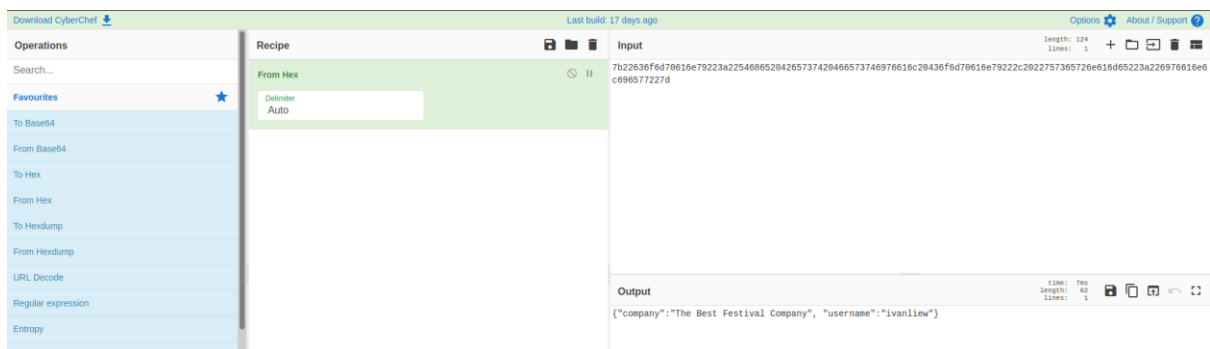 Download CyberChef
Last build: 17 days ago
Options
About / Support
Operations
Search...
Favourites
To Base64
From Base64
To Hex
From Hex
To Hexdump
From Hexdump
URL Decode
Regular expression
Entropy
Recipe
From Hex
Delimiter
Auto
Input
length: 124
lines: 1
7b22636f6d70616e79223a22546865204265737420466573746976616c20436f6d70616e79222c2022757365726e616d65223a226976616e6
c696577227d
Output
time: 7ms
length: 62
lines: 1
{"company":"The Best Festival Company", "username":"ivanliew"}